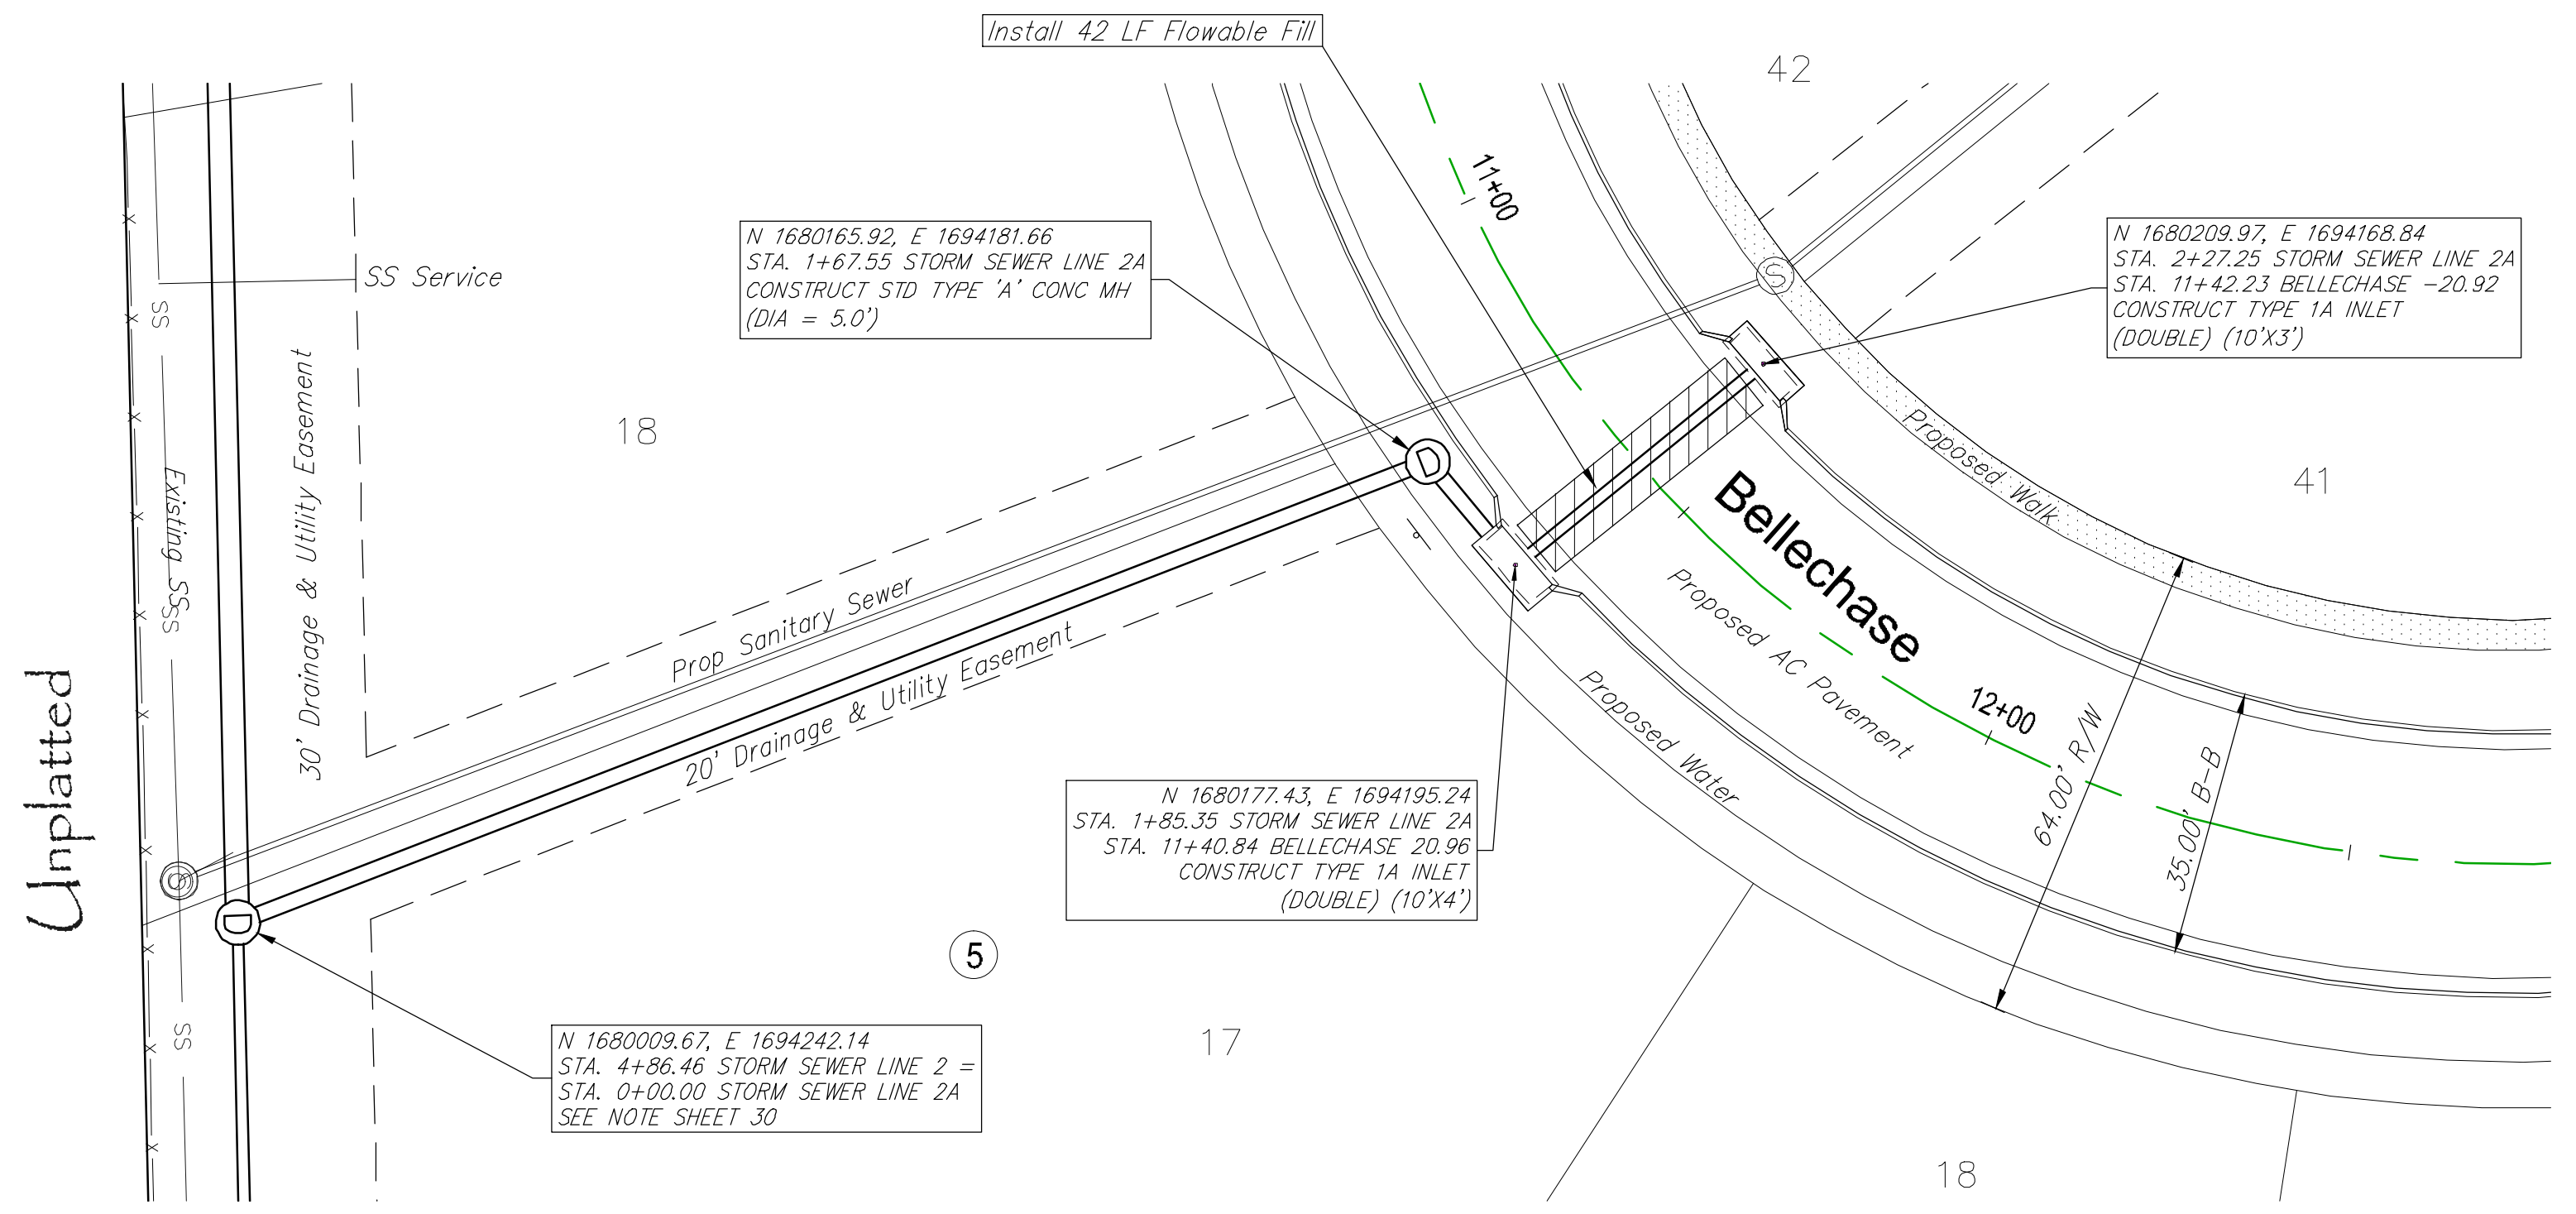 Install 42 LF Flowable Fill
42
11+00
N 1680165.92, E 1694181.66
STA. 1+67.55 STORM SEWER LINE 2A
CONSTRUCT STD TYPE 'A' CONC MH
(DIA = 5.0')
N 1680209.97, E 1694168.84
STA. 2+27.25 STORM SEWER LINE 2A
STA. 11+42.23 BELLECHASE -20.92
CONSTRUCT TYPE 1A INLET
(DOUBLE) (10'X3')
SS Service
SS
S
30' Drainage & Utility Easement
18
D
Existing SS
SS
Proposed Walk
41
Bellechase
Proposed AC Pavement
Prop Sanitary Sewer
20' Drainage & Utility Easement
Unplatted
Proposed Water
12+00
64.00' R/W
35.00' B-B
N 1680177.43, E 1694195.24
STA. 1+85.35 STORM SEWER LINE 2A
STA. 11+40.84 BELLECHASE 20.96
CONSTRUCT TYPE 1A INLET
(DOUBLE) (10'X4')
S
D
5
SS
N 1680009.67, E 1694242.14
STA. 4+86.46 STORM SEWER LINE 2 =
STA. 0+00.00 STORM SEWER LINE 2A
SEE NOTE SHEET 30
17
18